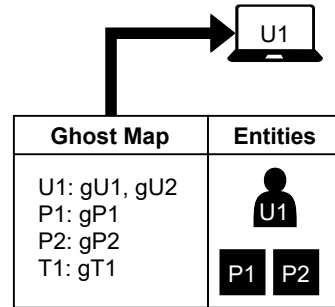 U1
Ghost Map
Entities
U1: gU1, gU2
P1: gP1
P2: gP2
T1: gT1
U1
P1 P2